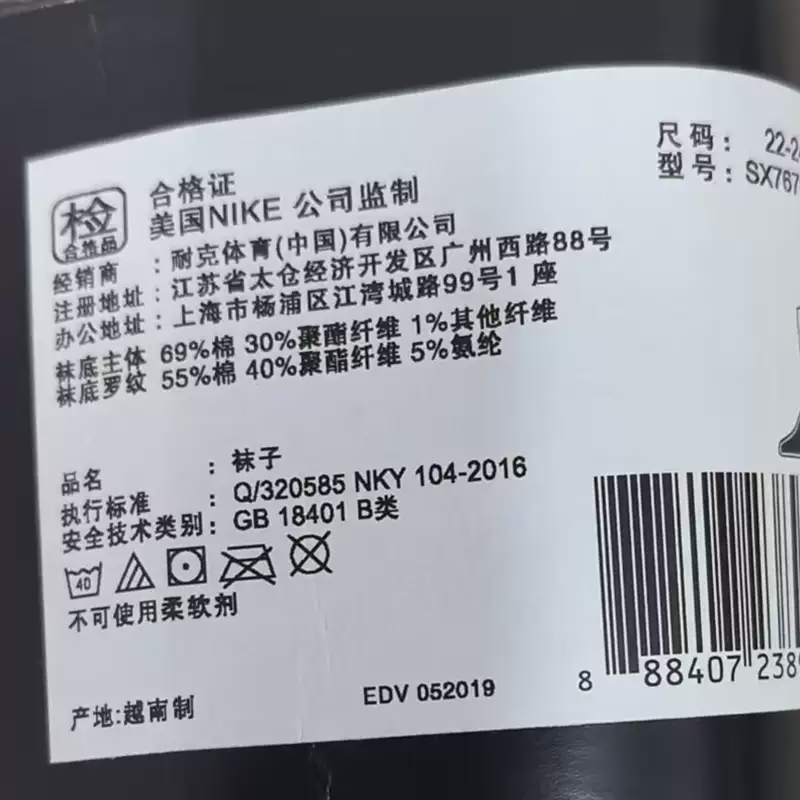 检
合格品
合格证
美国NIKE 公司监制
经销商 : 耐克体育(中国)有限公司
注册地址 : 江苏省太仓经济开发区广州西路88号
办公地址 : 上海市杨浦区江湾城路99号1 座
袜底主体 69%棉 30%聚酯纤维 1%其他纤维
袜底罗纹 55%棉 40%聚酯纤维 5%氨纶
尺码: 22-2
型号: SX767
品名 : 袜子
执行标准 : Q/320585 NKY 104-2016
安全技术类别: GB 18401 B类
40
不可使用柔软剂
产地:越南制
EDV 052019
8 88407 238